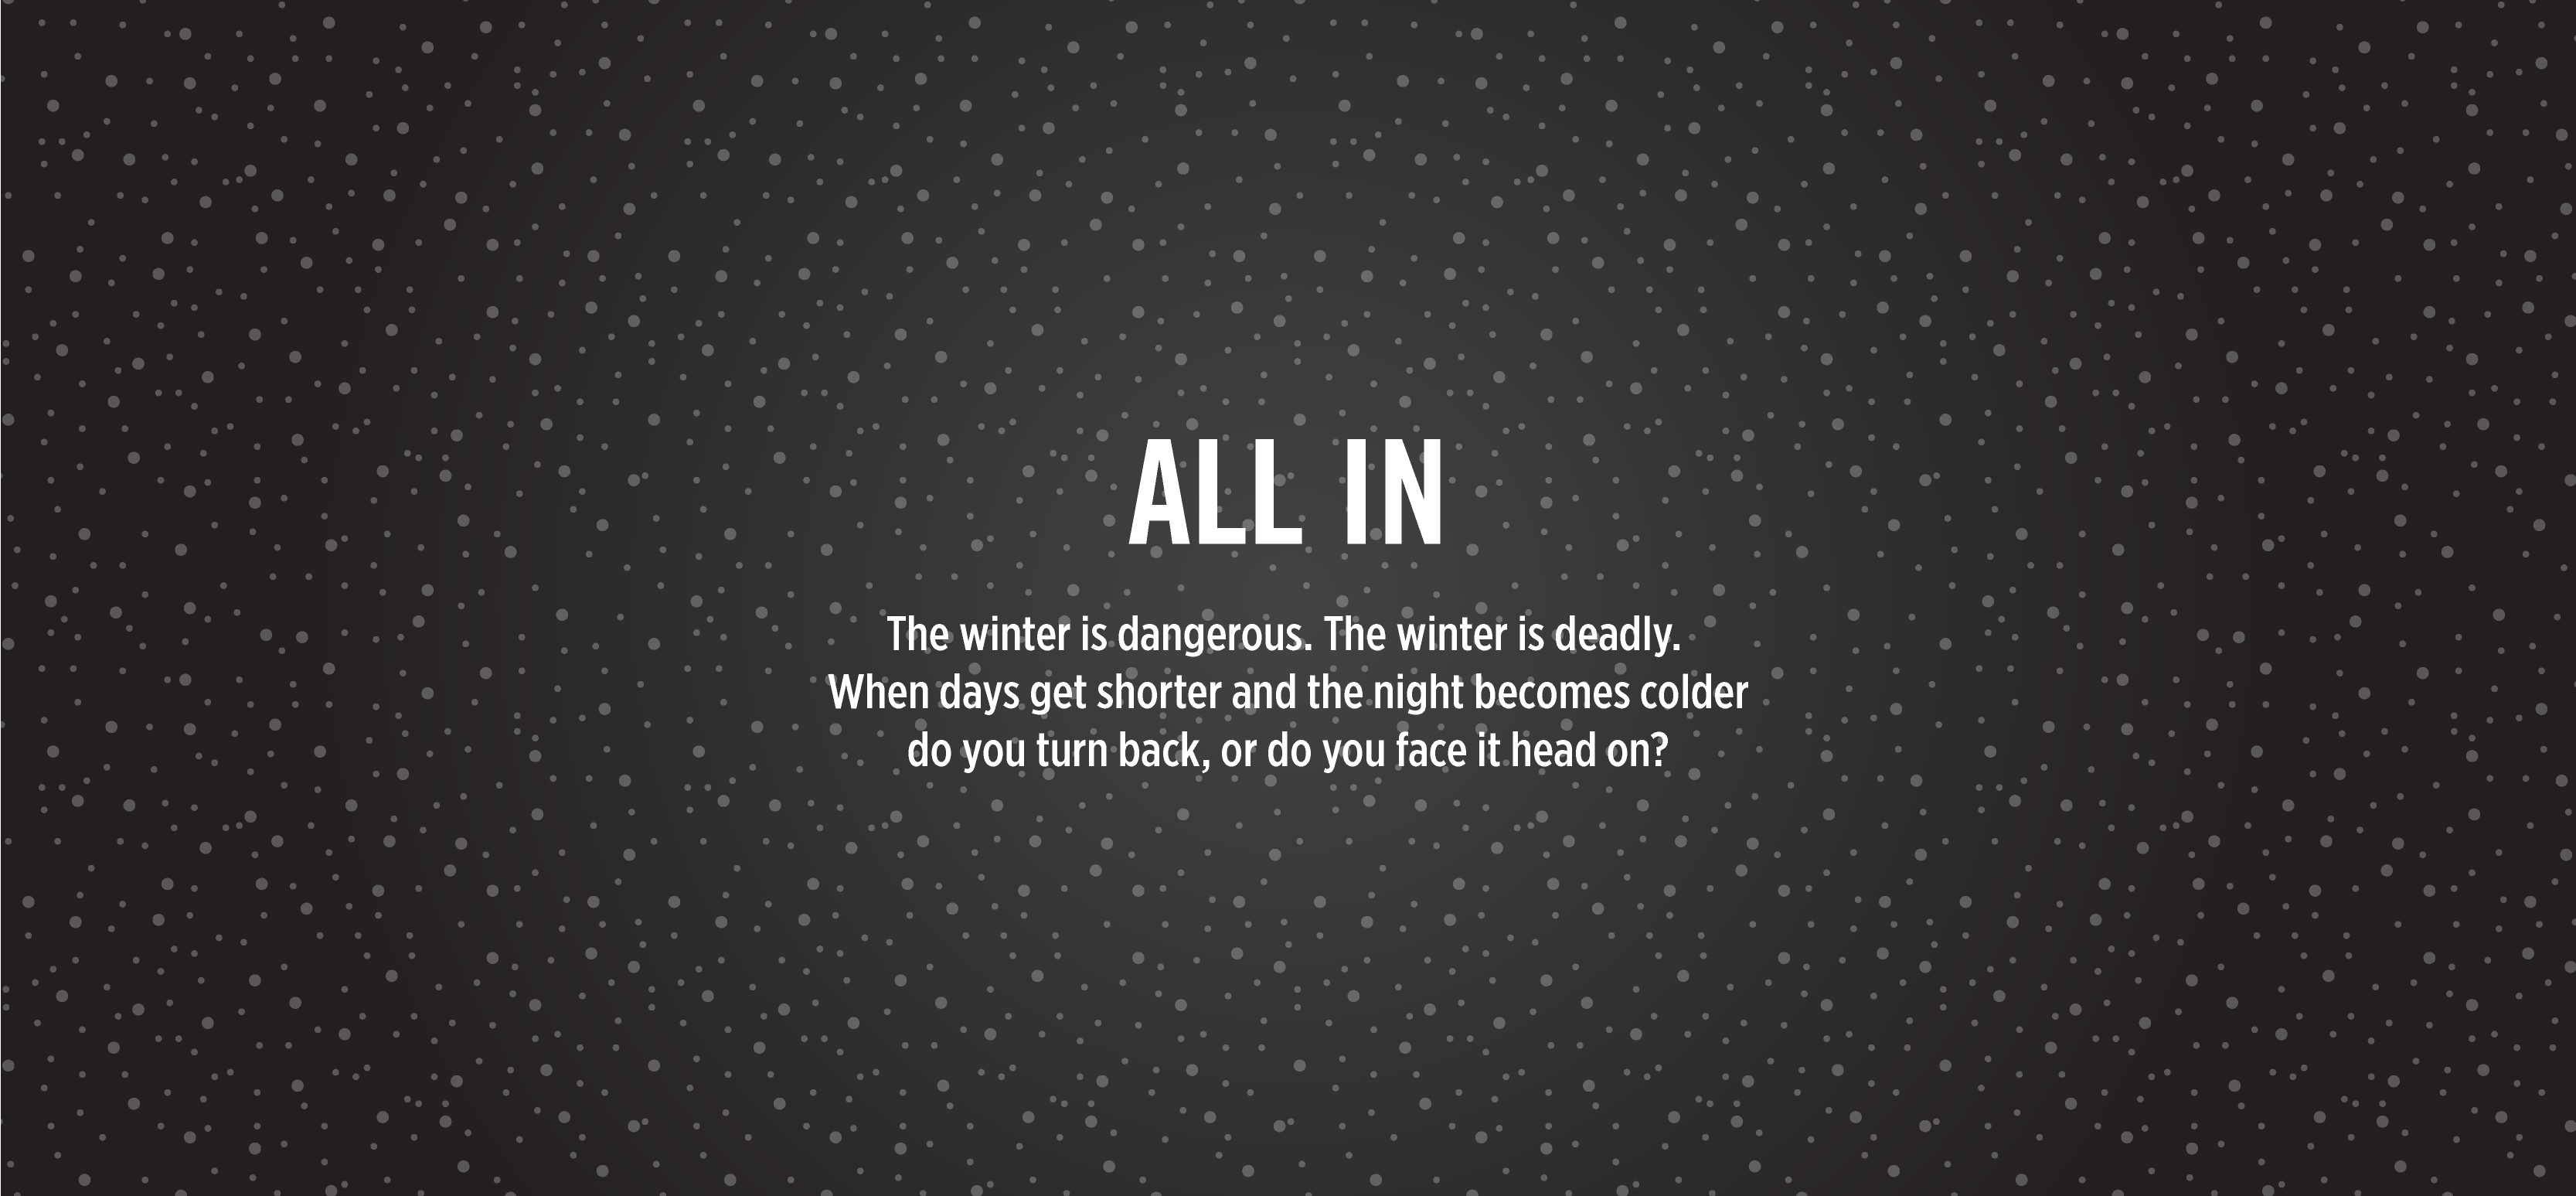 ALL IN
The winter is dangerous. The winter is deadly.
When days get shorter and the night becomes colder
do you turn back, or do you face it head on?